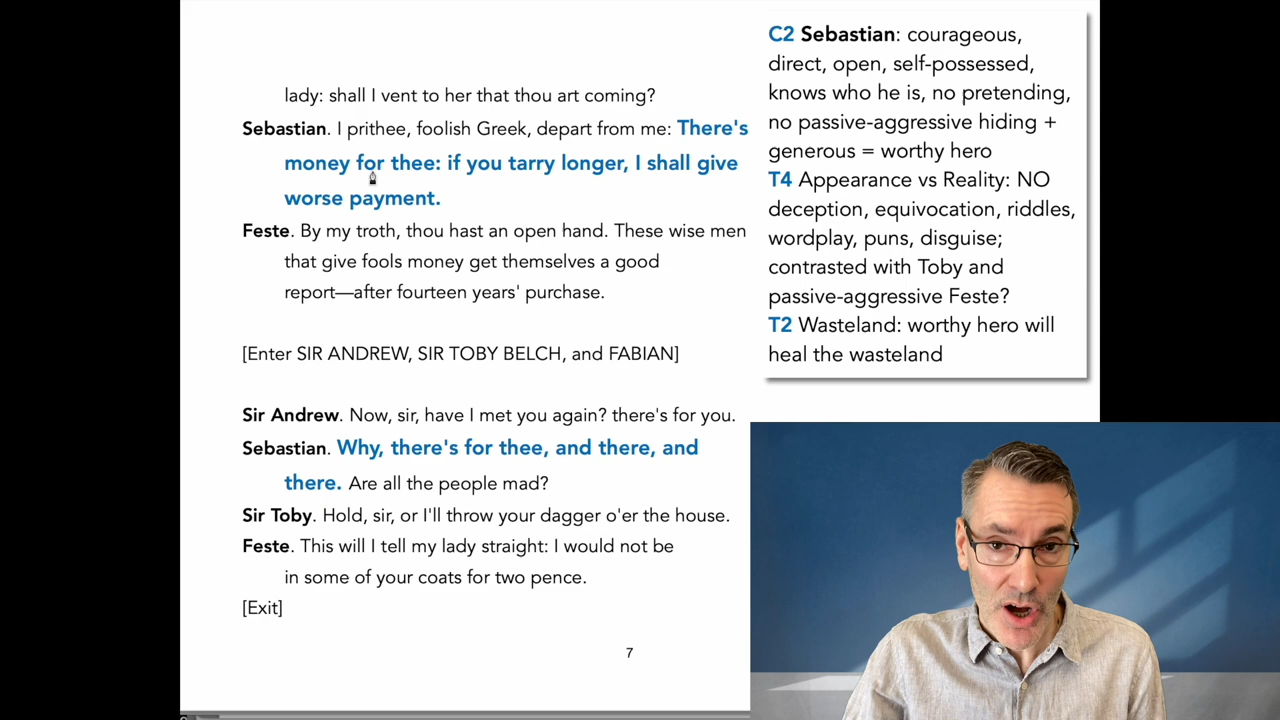 lady: shall I vent to her that thou art coming?
Sebastian. I prithee, foolish Greek, depart from me: There's
money for thee: if you tarry longer, I shall give
worse payment.
Feste. By my troth, thou hast an open hand. These wise men
that give fools money get themselves a good
report—after fourteen years' purchase.
[Enter SIR ANDREW, SIR TOBY BELCH, and FABIAN]
Sir Andrew. Now, sir, have I met you again? there's for you.
Sebastian. Why, there's for thee, and there, and
there. Are all the people mad?
Sir Toby. Hold, sir, or I'll throw your dagger o'er the house.
Feste. This will I tell my lady straight: I would not be
in some of your coats for two pence.
[Exit]
7
C2 Sebastian: courageous,
direct, open, self-possessed,
knows who he is, no pretending,
no passive-aggressive hiding +
generous = worthy hero
T4 Appearance vs Reality: NO
deception, equivocation, riddles,
wordplay, puns, disguise;
contrasted with Toby and
passive-aggressive Feste?
T2 Wasteland: worthy hero will
heal the wasteland